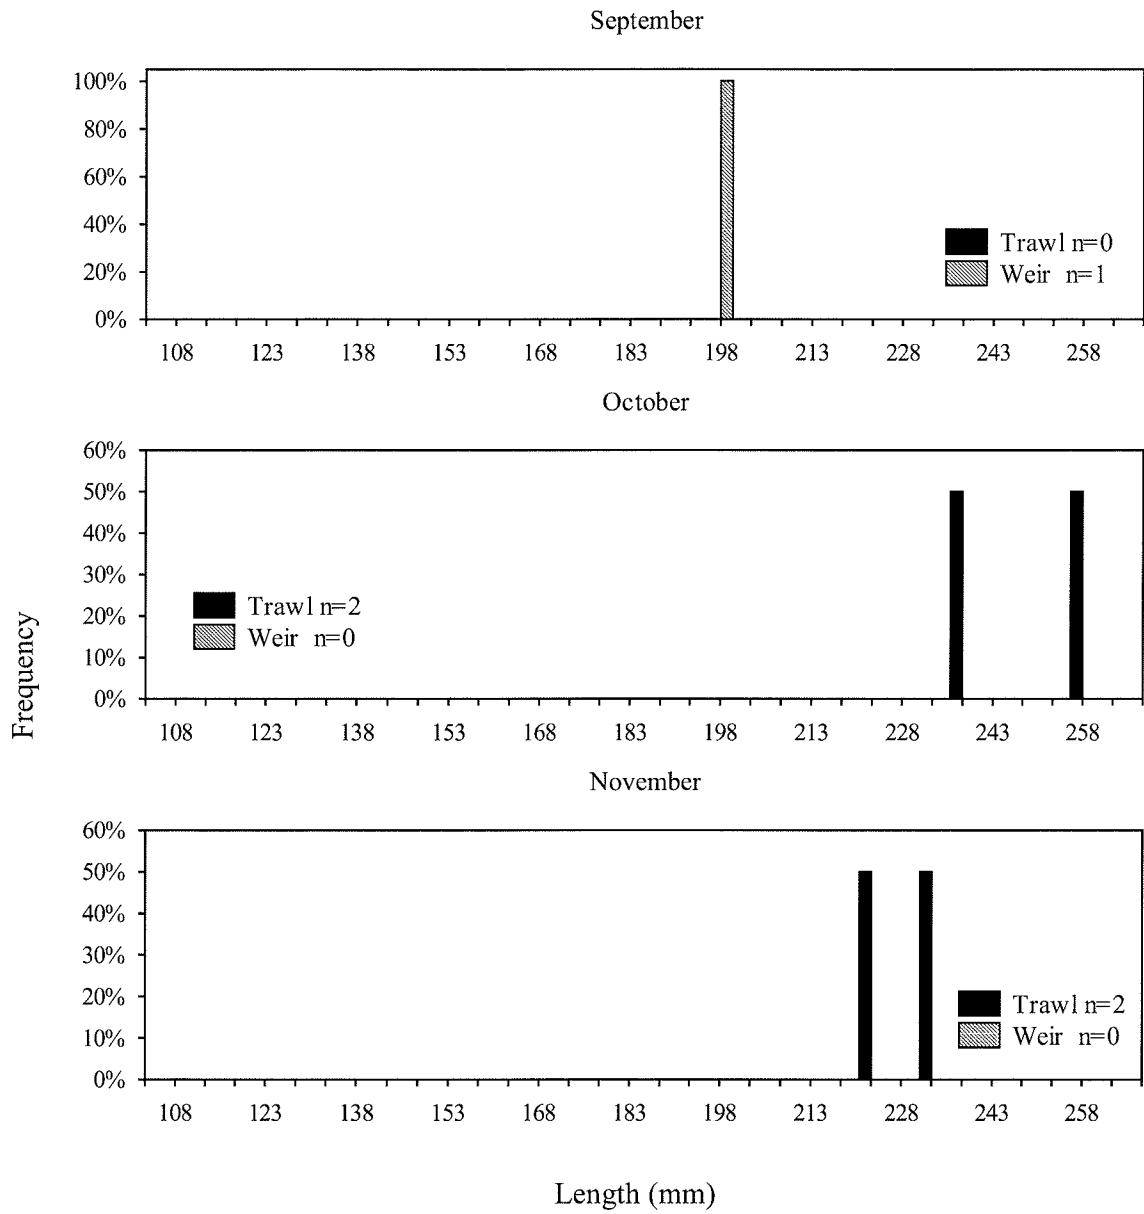 September
100%
80%
60%
40%
20%
0%
Trawl n=0
Weir n=1
108 123 138 153 168 183 198 213 228 243 258
October
60%
50%
40%
30%
20%
10%
0%
Trawl n=2
Weir n=0
108 123 138 153 168 183 198 213 228 243 258
Frequency
November
60%
50%
40%
30%
20%
10%
0%
Trawl n=2
Weir n=0
108 123 138 153 168 183 198 213 228 243 258
Length (mm)